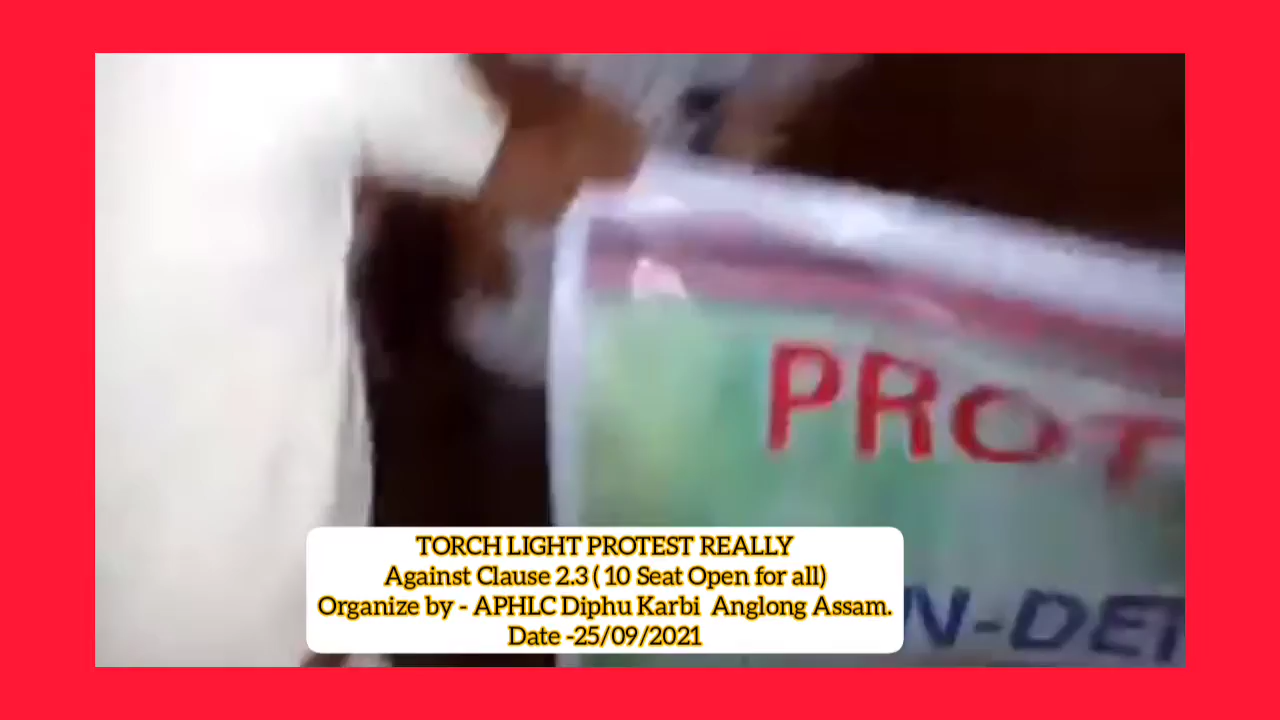 PROT
N-DET
TORCH LIGHT PROTEST REALLY
Against Clause 2.3 ( 10 Seat Open for all)
Organize by - APHLC Diphu Karbi Anglong Assam.
Date -25/09/2021